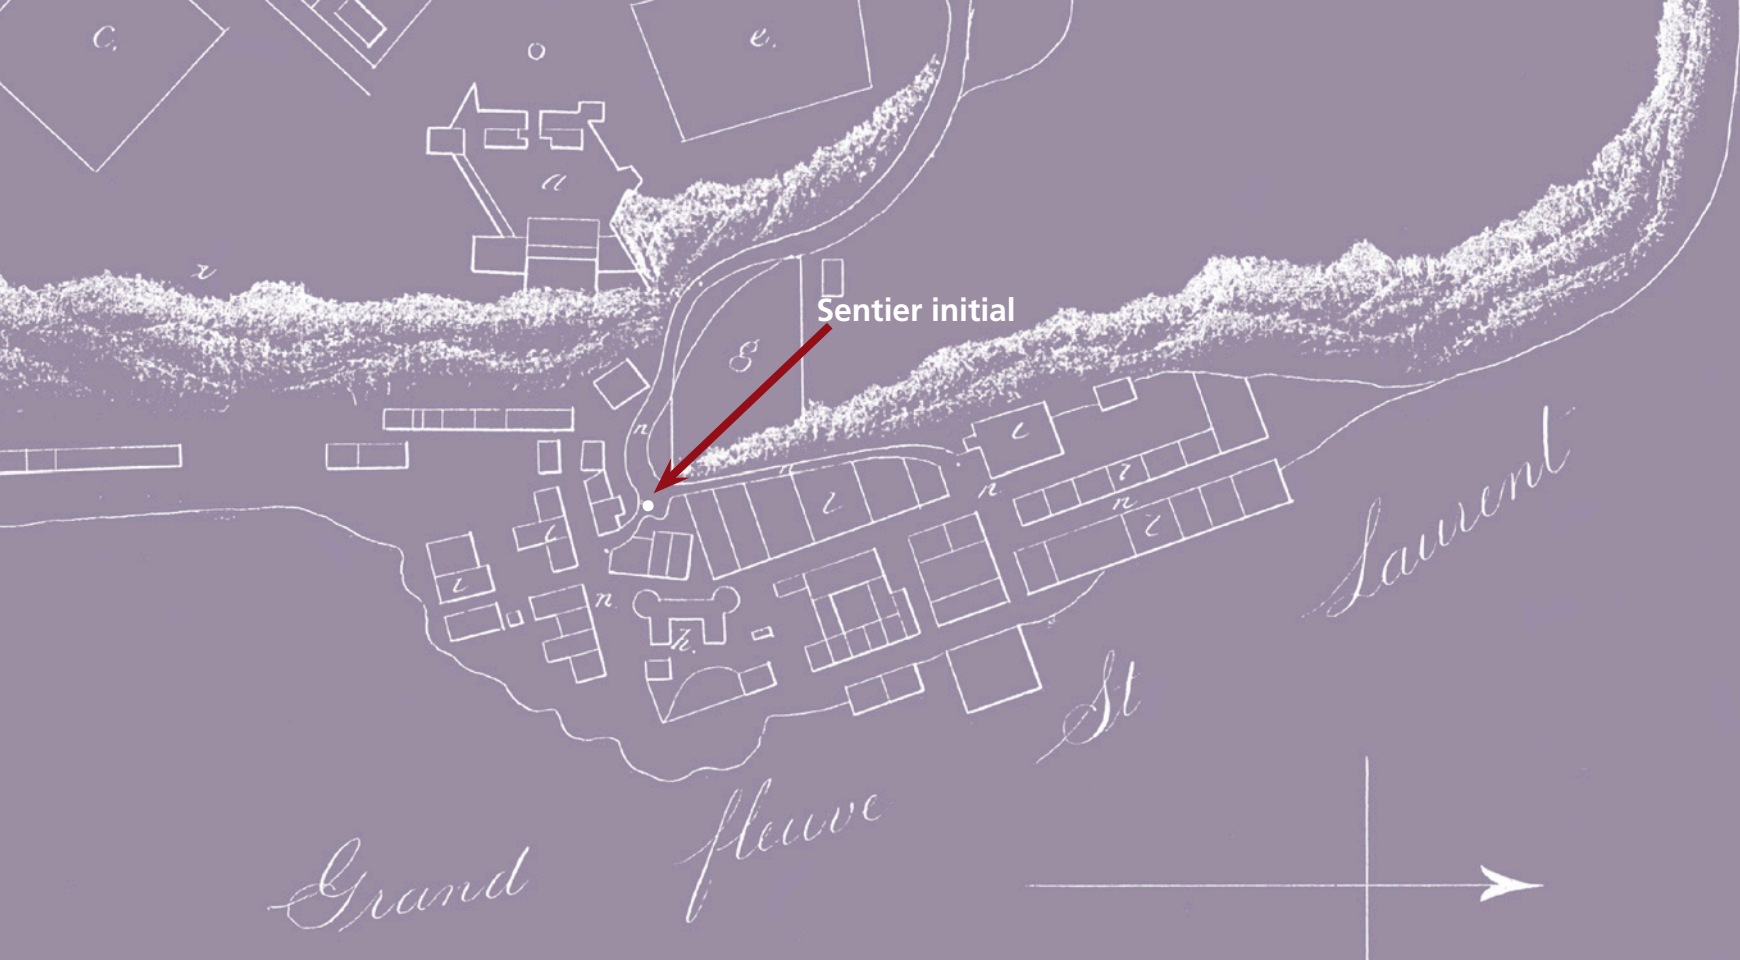 c.
o
e.
a
r
Sentier initial
g
n
n
l
l
l
n
n
l
l
l
n.
h.
Grand fleuve St Laurent